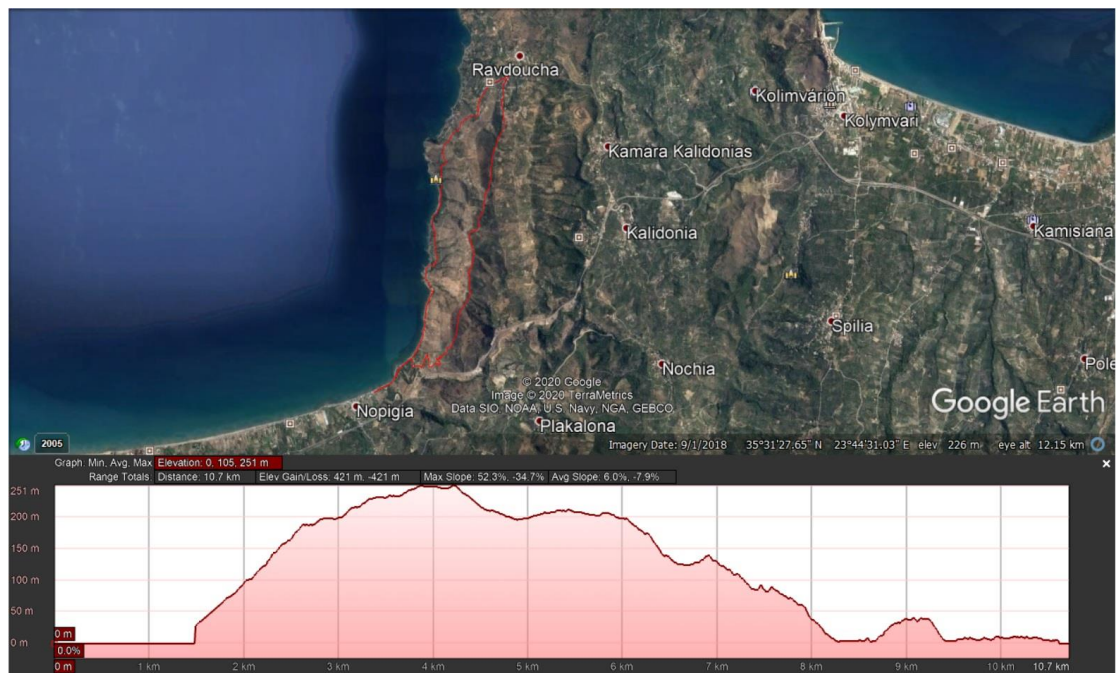 Ravdoucha
Kolimvárion
Kolymvari
Kamara Kalidonias
Kalidonia
Kamisiana
Spilia
Nochia
Pole
Nopigia
Plakalona
© 2020 Google
Image © 2020 TerraMetrics
Data SIO, NOAA, U.S. Navy, NGA, GEBCO
Google Earth
2005
Imagery Date: 9/1/2018 35°31'27.65" N 23°44'31.03" E elev 226 m eye alt 12.15 km
Graph: Min, Avg, Max Elevation: 0, 105, 251 m
Range Totals: Distance: 10.7 km Elev Gain/Loss: 421 m, -421 m Max Slope: 52.3%, -34.7% Avg Slope: 6.0%, -7.9%
251 m
200 m
150 m
100 m
50 m
0 m
0 m
0.0%
0 m 1 km 2 km 3 km 4 km 5 km 6 km 7 km 8 km 9 km 10 km 10.7 km